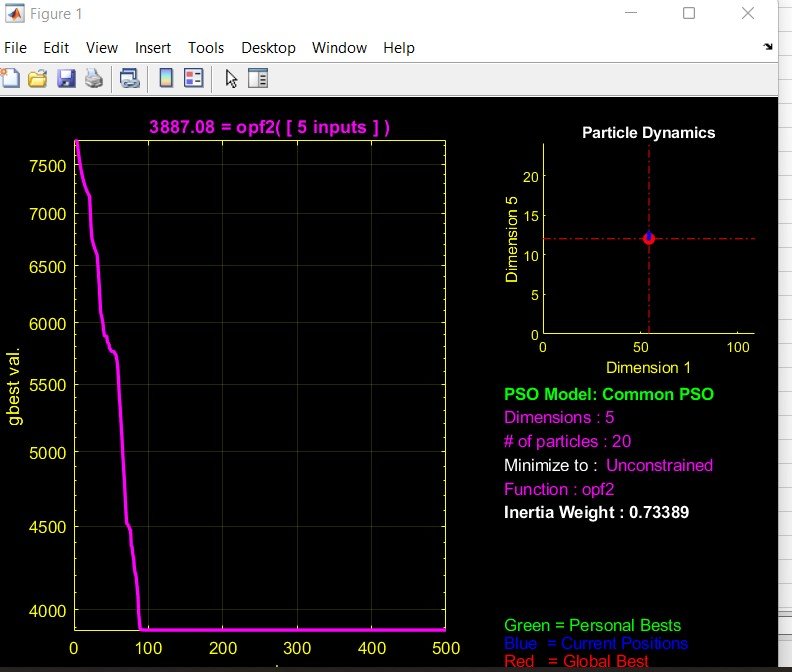 Figure 1
File Edit View Insert Tools Desktop Window Help
3887.08 = opf2( [ 5 inputs ] )
gbest val.
7500
7000
6500
6000
5500
5000
4500
4000
0 100 200 300 400 500
Particle Dynamics
Dimension 5
20
15
10
5
0
0 50 100
Dimension 1
PSO Model: Common PSO
Dimensions : 5
# of particles : 20
Minimize to : Unconstrained
Function : opf2
Inertia Weight : 0.73389
Green = Personal Bests
Blue = Current Positions
Red = Global Best